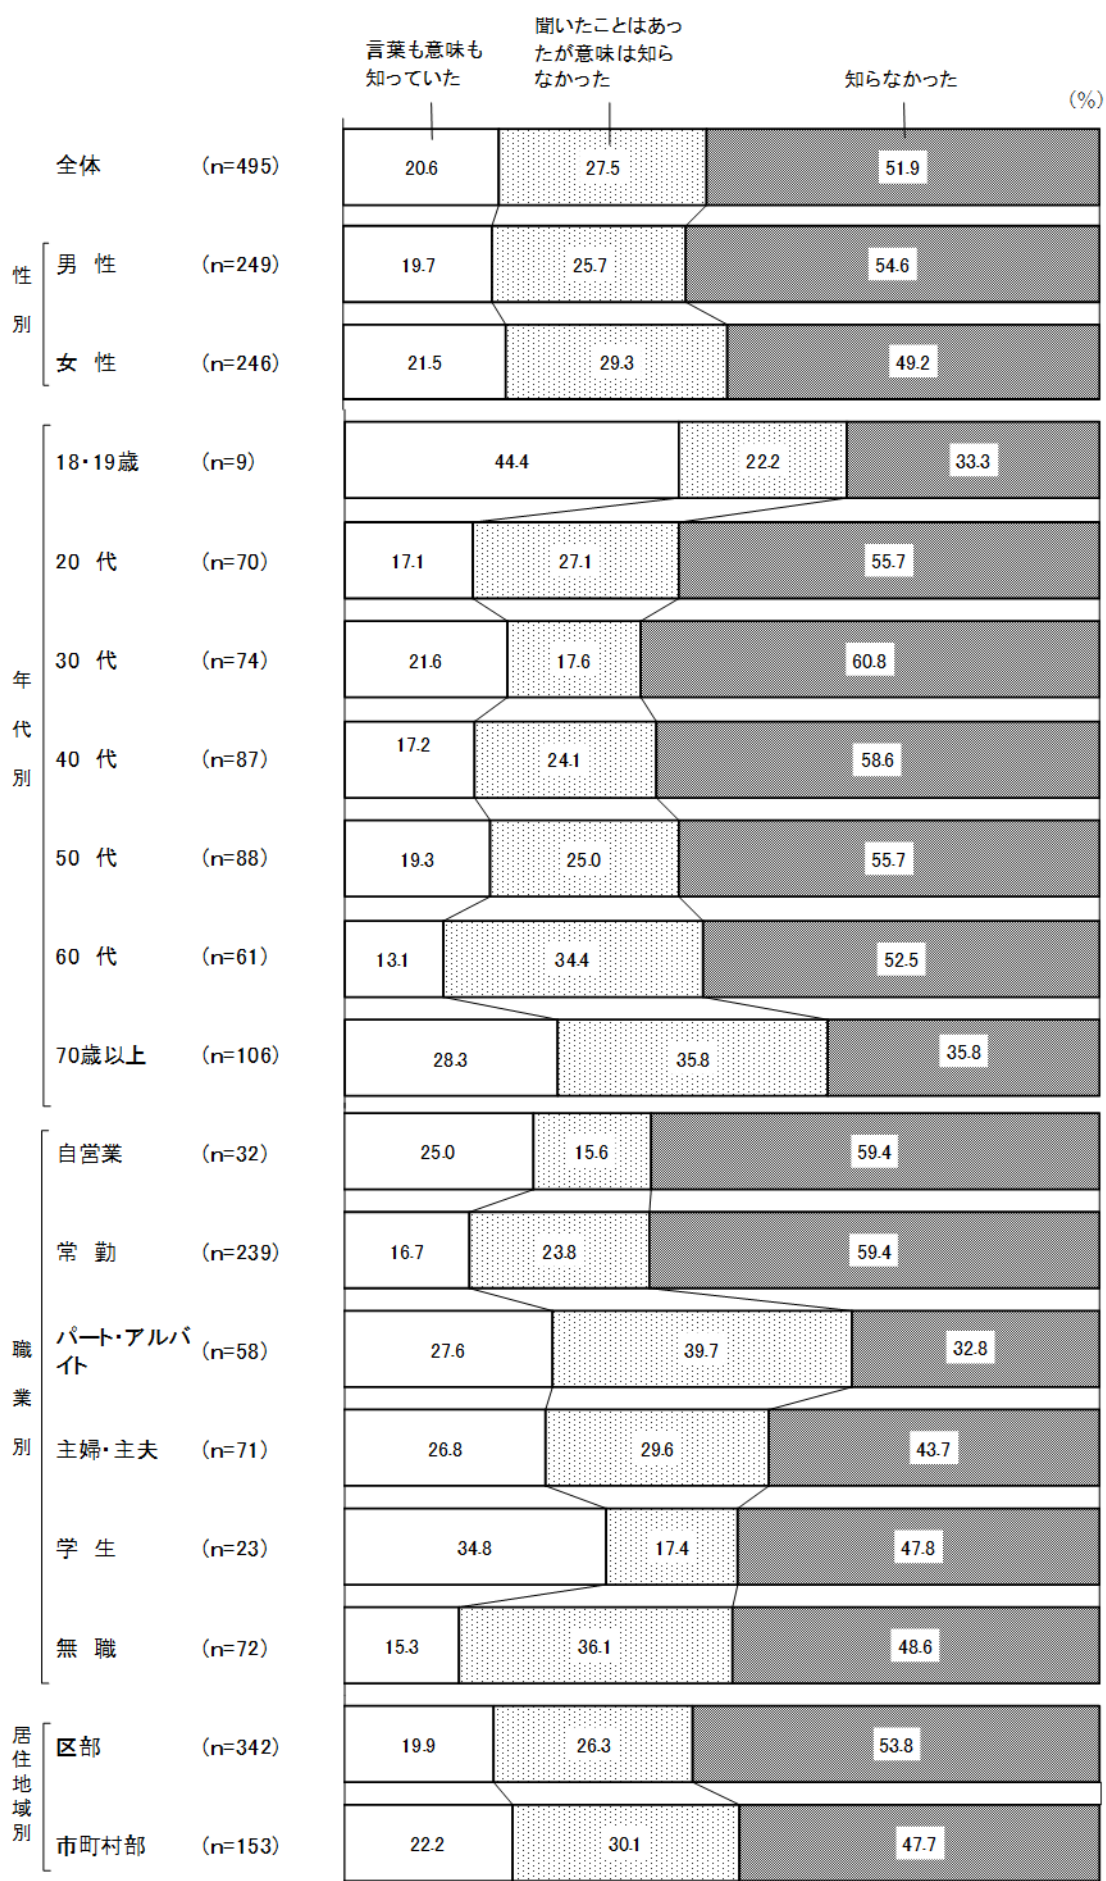 言葉も意味も
知っていた
聞いたことはあっ
たが意味は知ら
なかった
知らなかった
(%)
全体 (n=495) 20.6 27.5 51.9
性別
男 性 (n=249) 19.7 25.7 54.6
女 性 (n=246) 21.5 29.3 49.2
年代別
18・19歳 (n=9) 44.4 22.2 33.3
20 代 (n=70) 17.1 27.1 55.7
30 代 (n=74) 21.6 17.6 60.8
40 代 (n=87) 17.2 24.1 58.6
50 代 (n=88) 19.3 25.0 55.7
60 代 (n=61) 13.1 34.4 52.5
70歳以上 (n=106) 28.3 35.8 35.8
職業別
自営業 (n=32) 25.0 15.6 59.4
常 勤 (n=239) 16.7 23.8 59.4
パート・アルバ
イト (n=58) 27.6 39.7 32.8
主婦・主夫 (n=71) 26.8 29.6 43.7
学 生 (n=23) 34.8 17.4 47.8
無 職 (n=72) 15.3 36.1 48.6
居住地域別
区部 (n=342) 19.9 26.3 53.8
市町村部 (n=153) 22.2 30.1 47.7